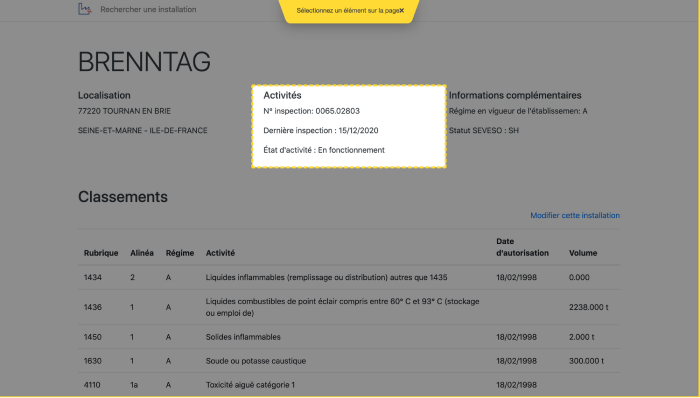 Rechercher une installation
Sélectionnez un élément sur la page✕
BRENNTAG
Localisation
77220 TOURNAN EN BRIE
SEINE-ET-MARNE - ILE-DE-FRANCE
Activités
N° inspection: 0065.02803
Dernière inspection : 15/12/2020
État d'activité : En fonctionnement
Informations complémentaires
Régime en vigueur de l'établissemen: A
Statut SEVESO : SH
Classements
Modifier cette installation
Rubrique Alinéa Régime Activité Date d'autorisation Volume
1434 2 A Liquides inflammables (remplissage ou distribution) autres que 1435 18/02/1998 0.000
1436 1 A Liquides combustibles de point éclair compris entre 60° C et 93° C (stockage
ou emploi de) 2238.000 t
1450 1 A Solides inflammables 18/02/1998 2.000 t
1630 1 A Soude ou potasse caustique 18/02/1998 300.000 t
4110 1a A Toxicité aiguë catégorie 1 18/02/1998